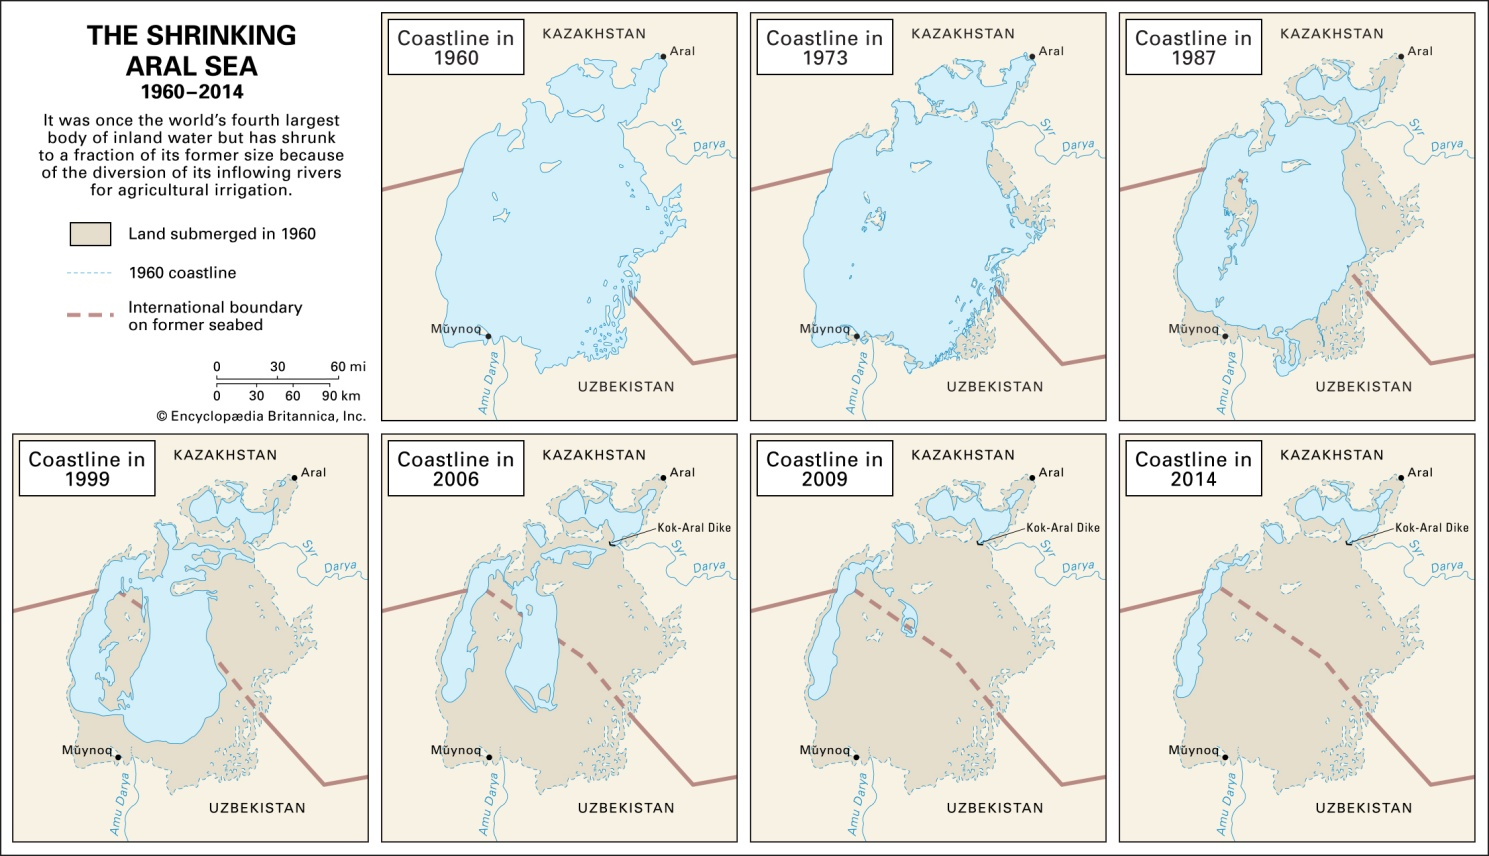 THE SHRINKING
ARAL SEA
1960–2014
It was once the world's fourth largest
body of inland water but has shrunk
to a fraction of its former size because
of the diversion of its inflowing rivers
for agricultural irrigation.
Land submerged in 1960
1960 coastline
International boundary
on former seabed
0 30 60 mi
0 30 60 90 km
© Encyclopædia Britannica, Inc.
Coastline in
1960
KAZAKHSTAN
Aral
Syr
Darya
Mŭynoq
Amu Darya
UZBEKISTAN
Coastline in
1973
KAZAKHSTAN
Aral
Syr
Darya
Mŭynoq
Amu Darya
UZBEKISTAN
Coastline in
1987
KAZAKHSTAN
Aral
Syr
Darya
Mŭynoq
Amu Darya
UZBEKISTAN
Coastline in
1999
KAZAKHSTAN
Aral
Syr
Darya
Mŭynoq
Amu Darya
UZBEKISTAN
Coastline in
2006
KAZAKHSTAN
Aral
Kok-Aral Dike
Syr
Darya
Mŭynoq
Amu Darya
UZBEKISTAN
Coastline in
2009
KAZAKHSTAN
Aral
Kok-Aral Dike
Syr
Darya
Mŭynoq
Amu Darya
UZBEKISTAN
Coastline in
2014
KAZAKHSTAN
Aral
Kok-Aral Dike
Syr
Darya
Mŭynoq
Amu Darya
UZBEKISTAN